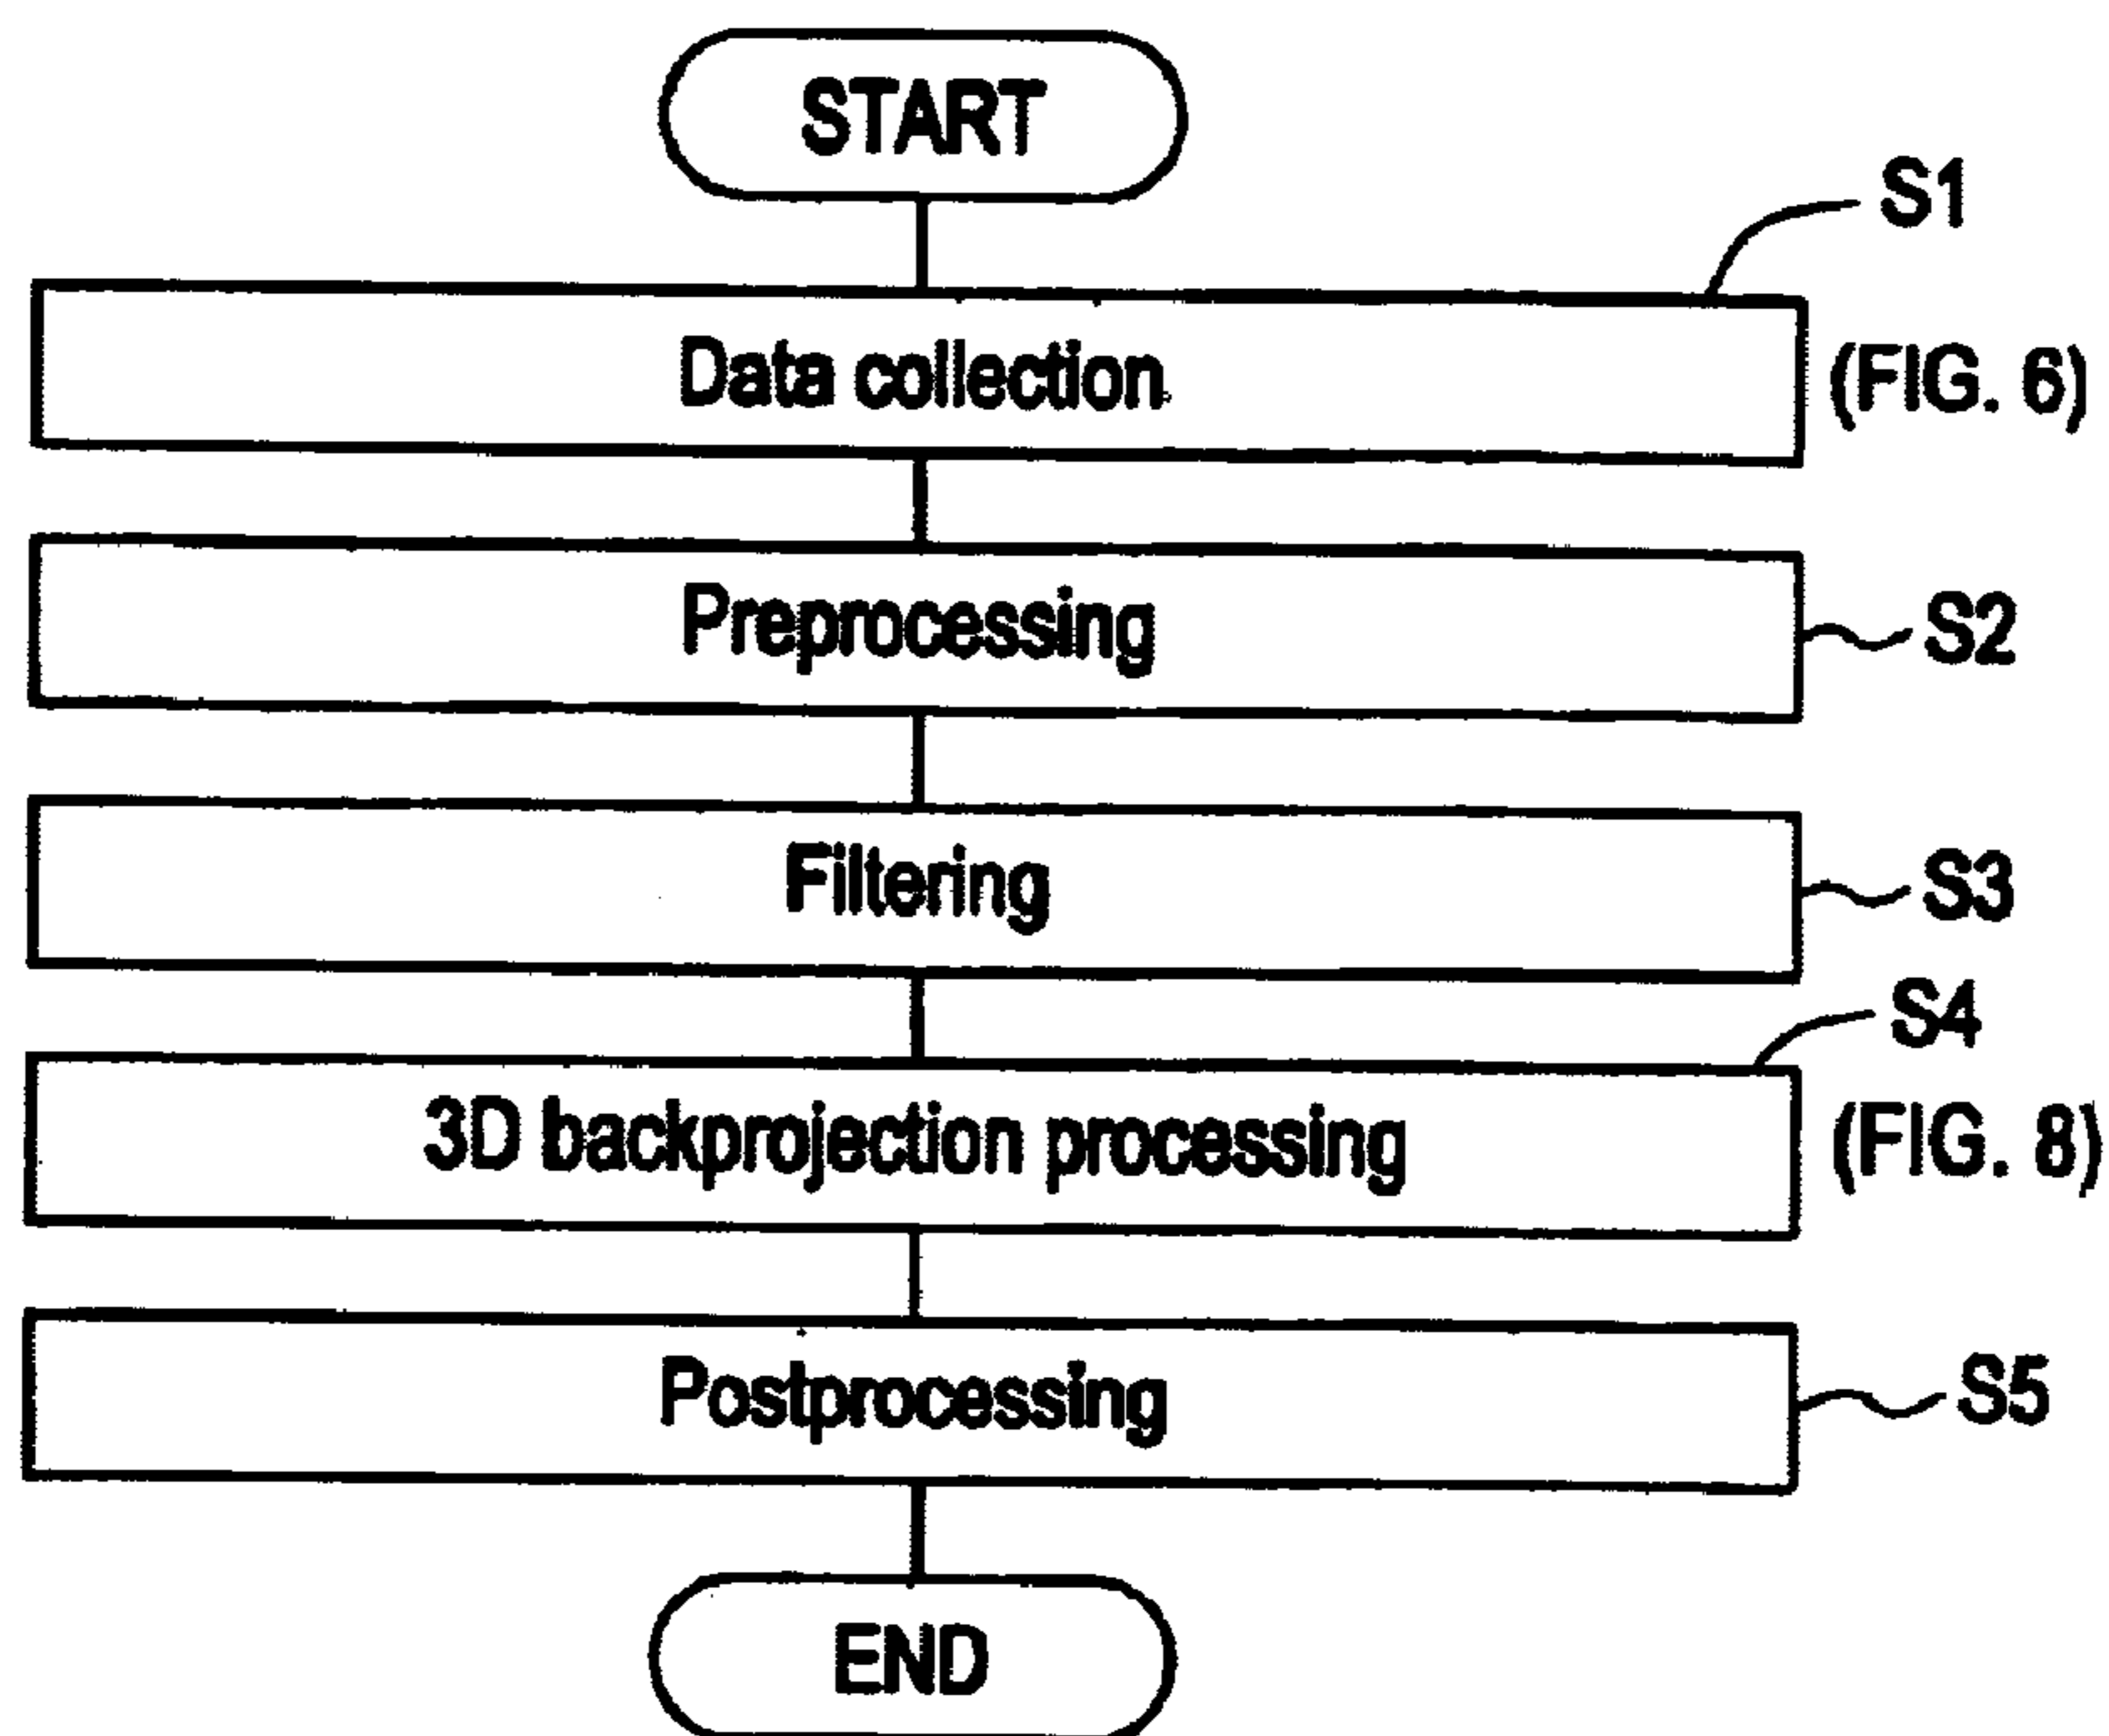 START
S1
Data collection
(FIG. 6)
Preprocessing
S2
Filtering
S3
S4
3D backprojection processing
(FIG. 8)
Postprocessing
S5
END